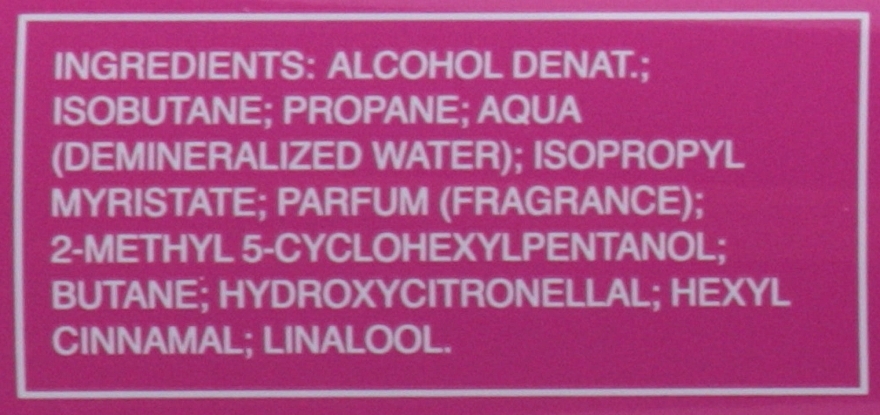 INGREDIENTS: ALCOHOL DENAT.;
ISOBUTANE; PROPANE; AQUA
(DEMINERALIZED WATER); ISOPROPYL
MYRISTATE; PARFUM (FRAGRANCE);
2-METHYL 5-CYCLOHEXYLPENTANOL;
BUTANE; HYDROXYCITRONELLAL; HEXYL
CINNAMAL; LINALOOL.